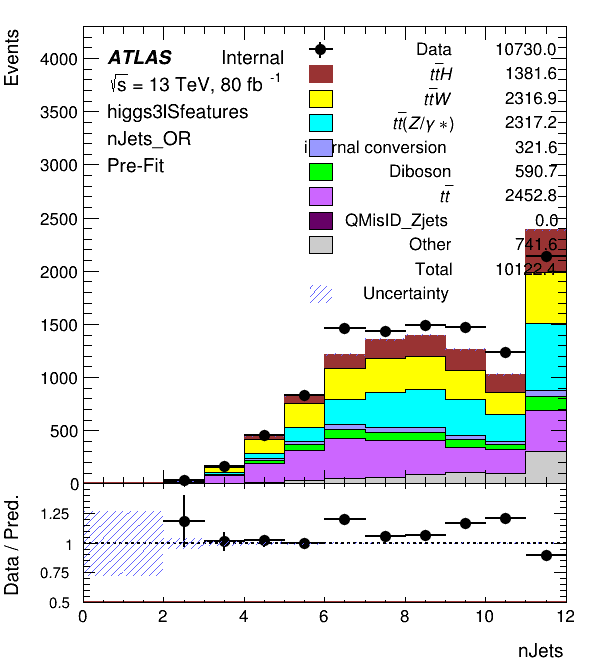 Events
4000
3500
3000
2500
2000
1500
1000
500
0
ATLAS Internal
√s = 13 TeV, 80 fb -1
higgs3lSfeatures
nJets_OR
Pre-Fit
Data 10730.0
tt̅H 1381.6
tt̅W 2316.9
tt̅(Z/γ*) 2317.2
internal conversion 321.6
Diboson 590.7
tt̅ 2452.8
QMisID_Zjets 0.0
Other 741.6
Total 10122.4
Uncertainty
Data / Pred.
1.25
1
0.75
0.5
0 2 4 6 8 10 12
nJets